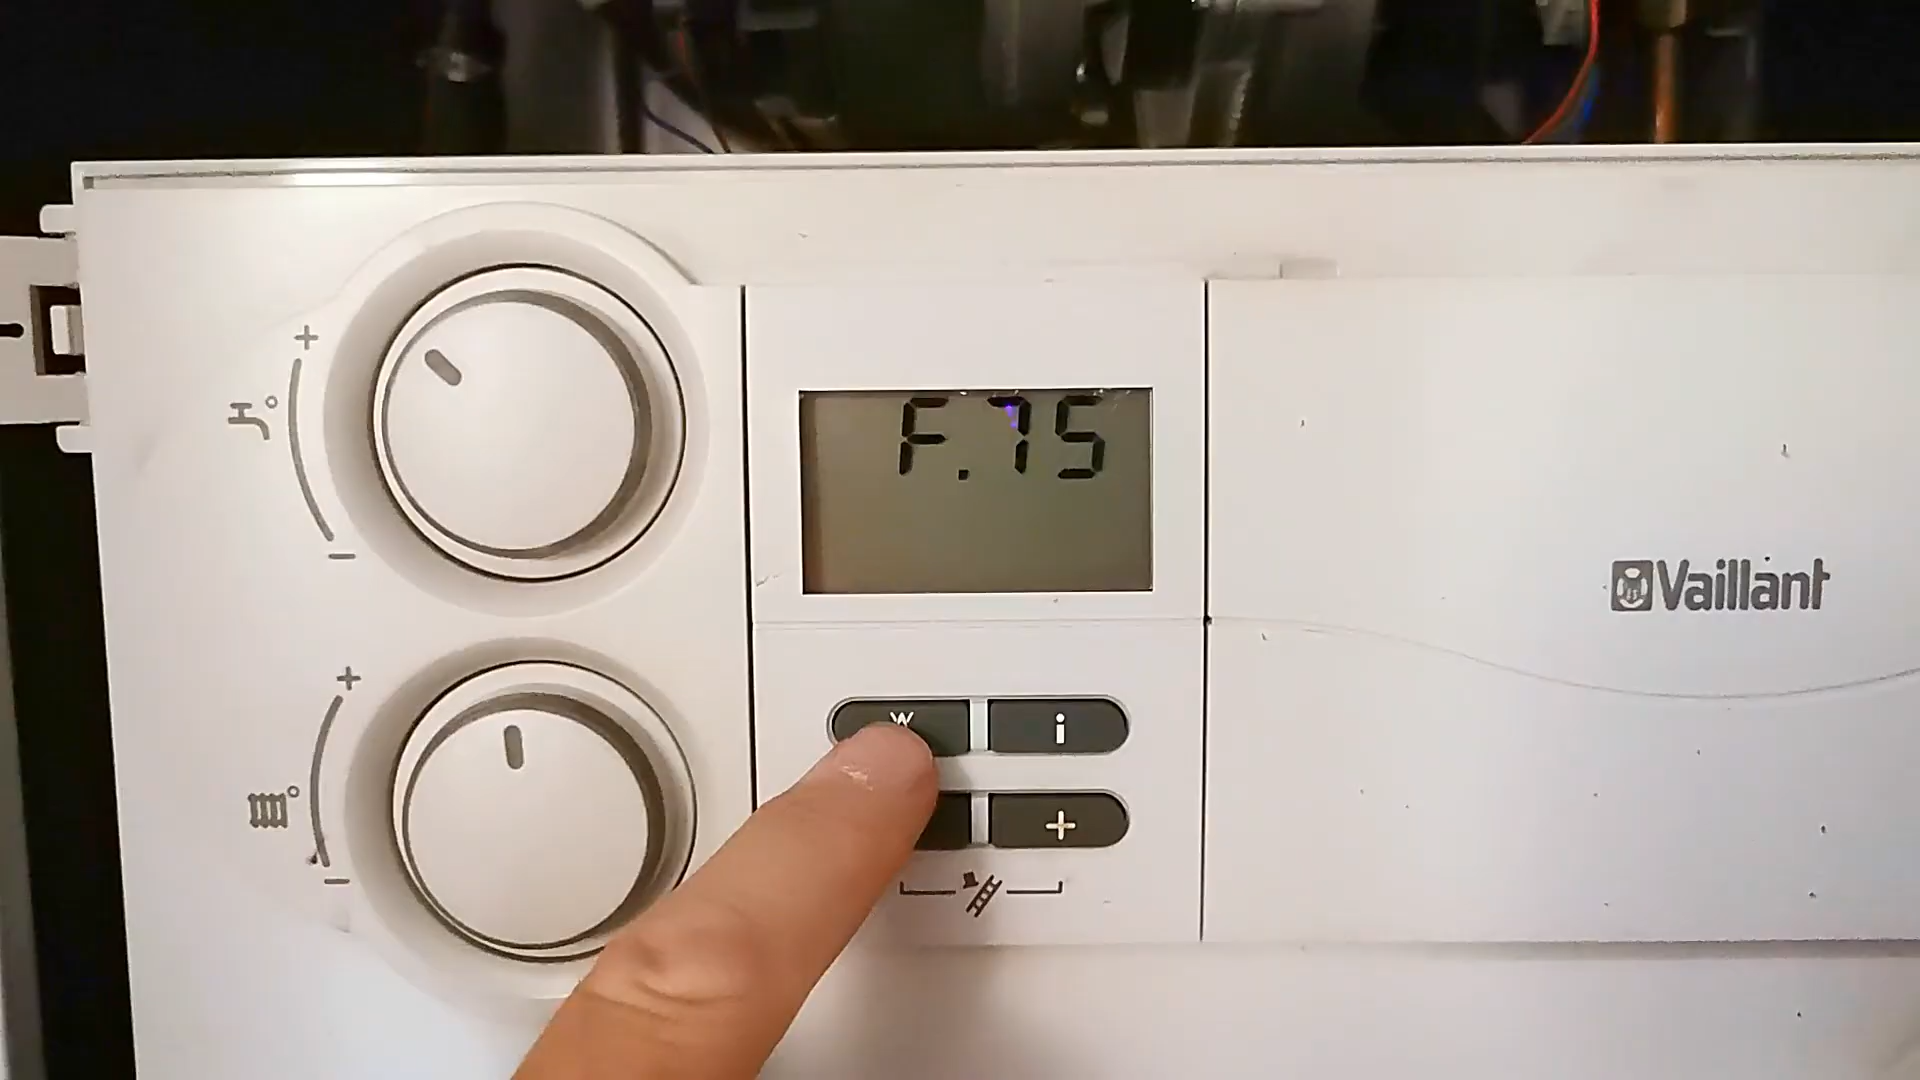 F.75
Vaillant
i
+
+
-
+
-